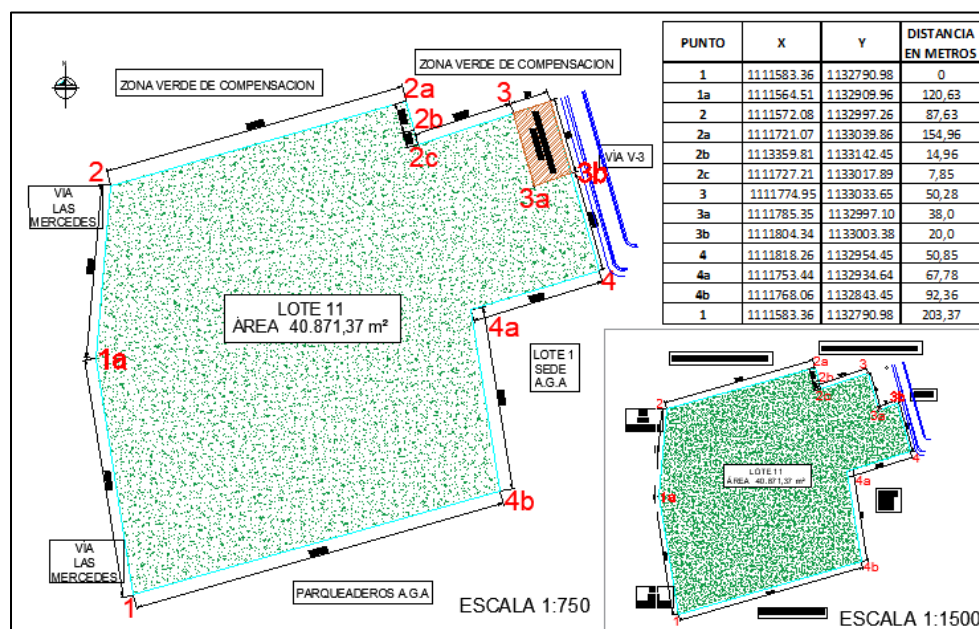 N
ZONA VERDE DE COMPENSACION
ZONA VERDE DE COMPENSACION
2a
2b
2c
3
3a
3b
2
VÍA V-3
VÍA
LAS
MERCEDES
1a
LOTE 11
ÁREA 40.871,37 m²
4
4a
LOTE 1
SEDE
A.G.A
4b
VÍA
LAS
MERCEDES
1
PARQUEADEROS A.G.A
ESCALA 1:750
PUNTO X Y DISTANCIA EN METROS
1 1111583.36 1132790.98 0
1a 1111564.51 1132909.96 120,63
2 1111572.08 1132997.26 87,63
2a 1111721.07 1133039.86 154,96
2b 1113359.81 1133142.45 14,96
2c 1111727.21 1133017.89 7,85
3 1111774.95 1133033.65 50,28
3a 1111785.35 1132997.10 38,0
3b 1111804.34 1133003.38 20,0
4 1111818.26 1132954.45 50,85
4a 1111753.44 1132934.64 67,78
4b 1111768.06 1132843.45 92,36
1 1111583.36 1132790.98 203,37
2a
2b
2c
3
3a
3b
2
1a
LOTE 11
ÁREA 40.871,37 m²
4
4a
4b
1
ESCALA 1:1500